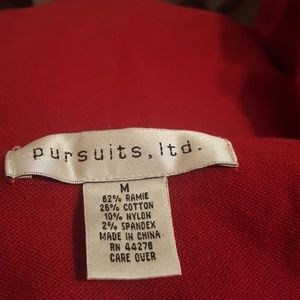 pursuits, ltd.
M
62% RAMIE
26% COTTON
10% NYLON
2% SPANDEX
MADE IN CHINA
RN 44278
CARE OVER